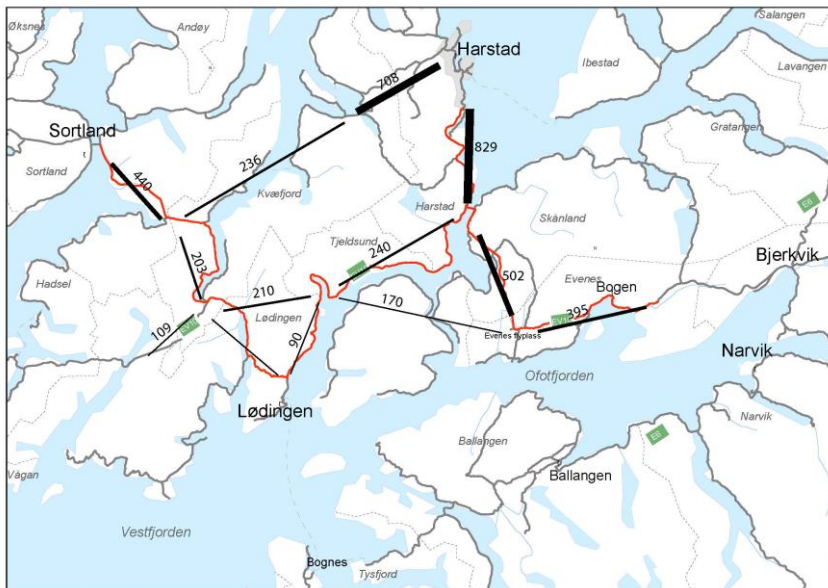 Øksnes
Andøy
Salangen
Harstad
Ibestad
Lavangen
708
Sortland
829
Gratangen
236
440
Sortland
Kvæfjord
E6
Harstad
Skånland
Tjeldsund
203
240
Bjerkvik
Hadsel
502
Evenes
Bogen
210
170
395
Lødingen
109
90
Evenes flyplass
Narvik
Ofotfjorden
Lødingen
Narvik
E6
Ballangen
Vågan
Ballangen
Vestfjorden
Bognes
Tysfjord